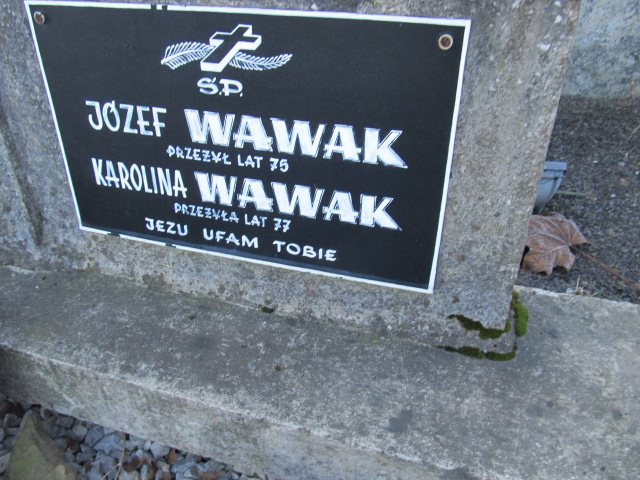 Ś.P.
JÓZEF WAWAK
PRZEŻYŁ LAT 75
KAROLINA WAWAK
PRZEŻYŁA LAT 77
JEZU UFAM TOBIE